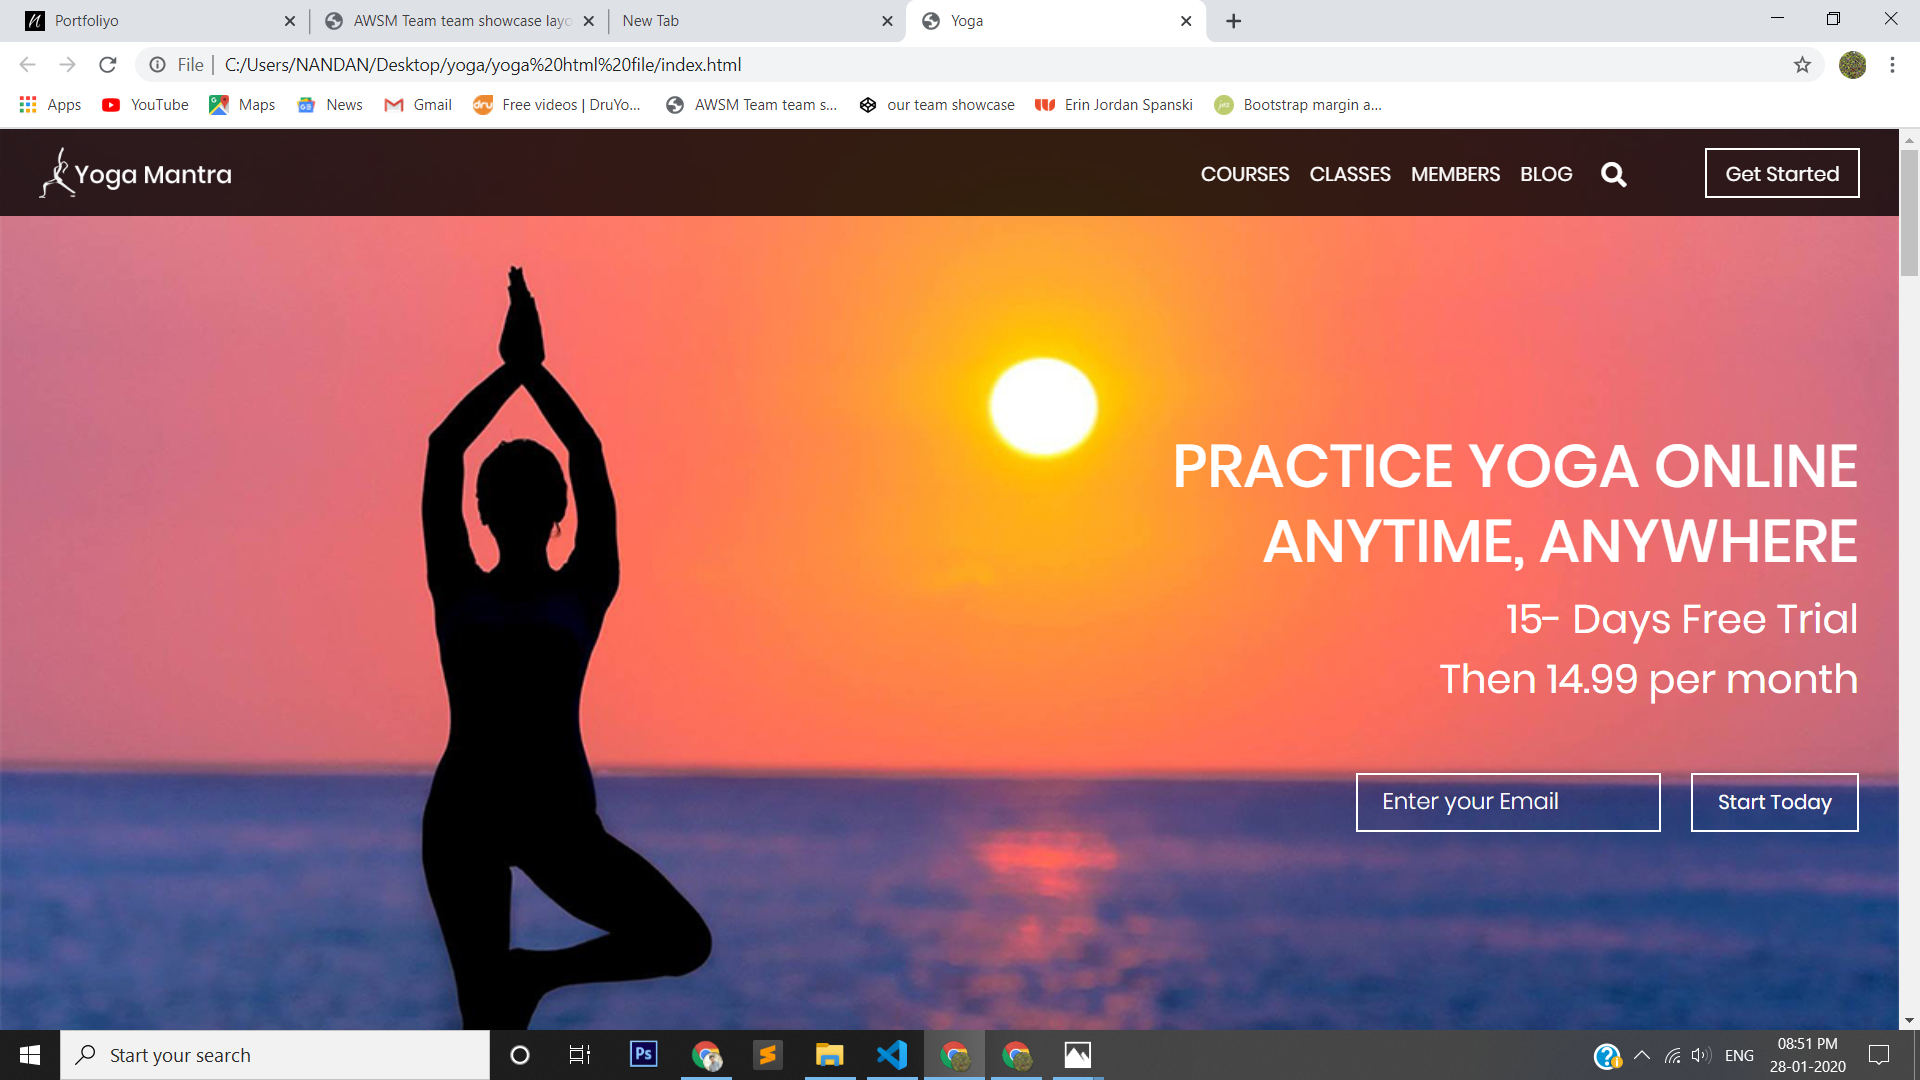 Portfoliyo
AWSM Team team showcase layo
New Tab
Yoga
File
C:/Users/NANDAN/Desktop/yoga/yoga%20html%20file/index.html
Apps
YouTube
Maps
News
Gmail
dru
Free videos | DruYo...
AWSM Team team s...
our team showcase
Erin Jordan Spanski
Bootstrap margin a...
Yoga Mantra
COURSES
CLASSES
MEMBERS
BLOG
Get Started
PRACTICE YOGA ONLINE
ANYTIME, ANYWHERE
15- Days Free Trial
Then 14.99 per month
Enter your Email
Start Today
Start your search
Ps
ENG
08:51 PM
28-01-2020